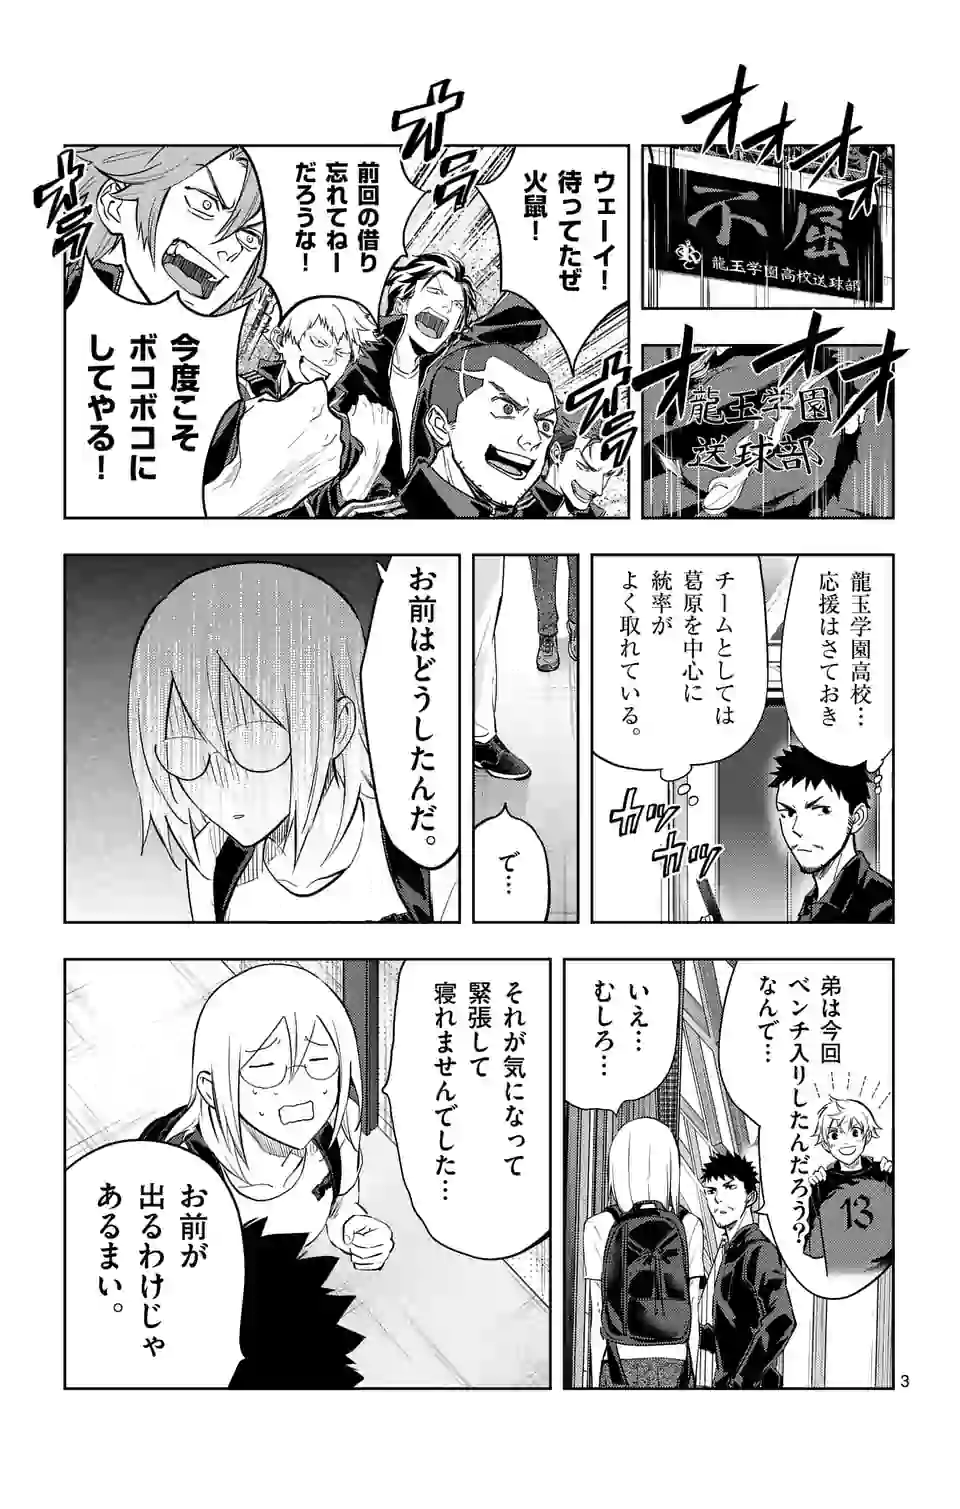 オオオオ
不屈
龍玉学園高校送球部
オオオオ
龍玉学園
送球部
ウェーイ!
待ってたぜ
火鼠!
前回の借り
忘れてねー
だろうな!
今度こそ
ボコボコに
してやる!
龍玉学園高校…
応援はさておき
チームとしては
葛原を中心に
統率が
よく取れている。
カッ
カッ
で…
お前はどうしたんだ。
弟は今回
ベンチ入りしたんだろう?
なんで…
13
いえ…
むしろ…
それが気になって
緊張して
寝れませんでした…
お前が
出るわけじゃ
あるまい。
3